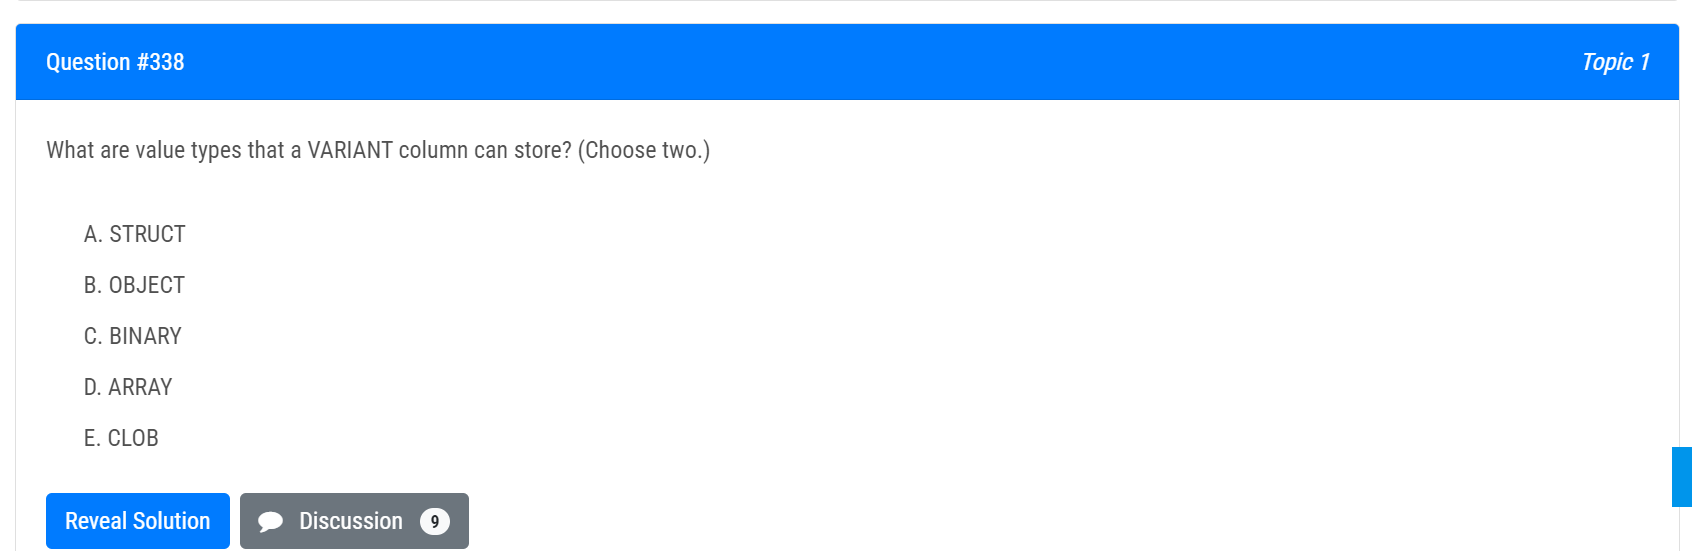 Question #338
Topic 1
What are value types that a VARIANT column can store? (Choose two.)
A. STRUCT
B. OBJECT
C. BINARY
D. ARRAY
E. CLOB
Reveal Solution
Discussion 9